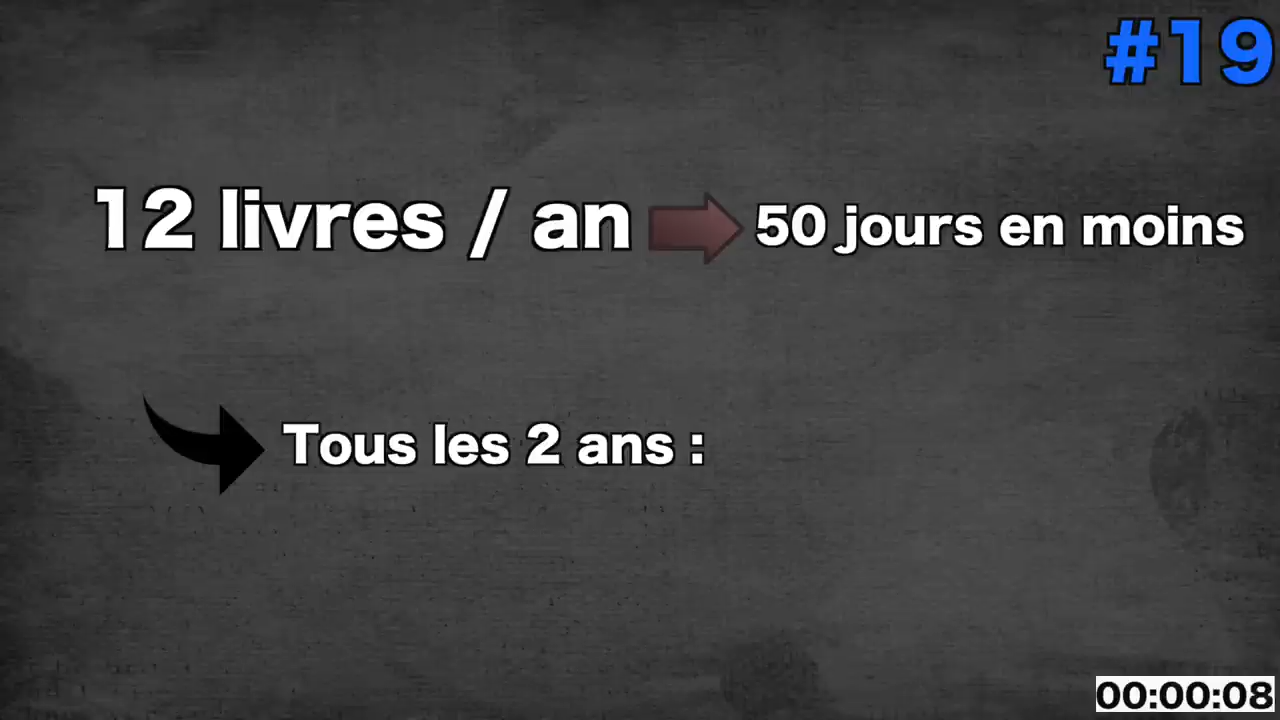 #19
12 livres / an
50 jours en moins
Tous les 2 ans :
00:00:08